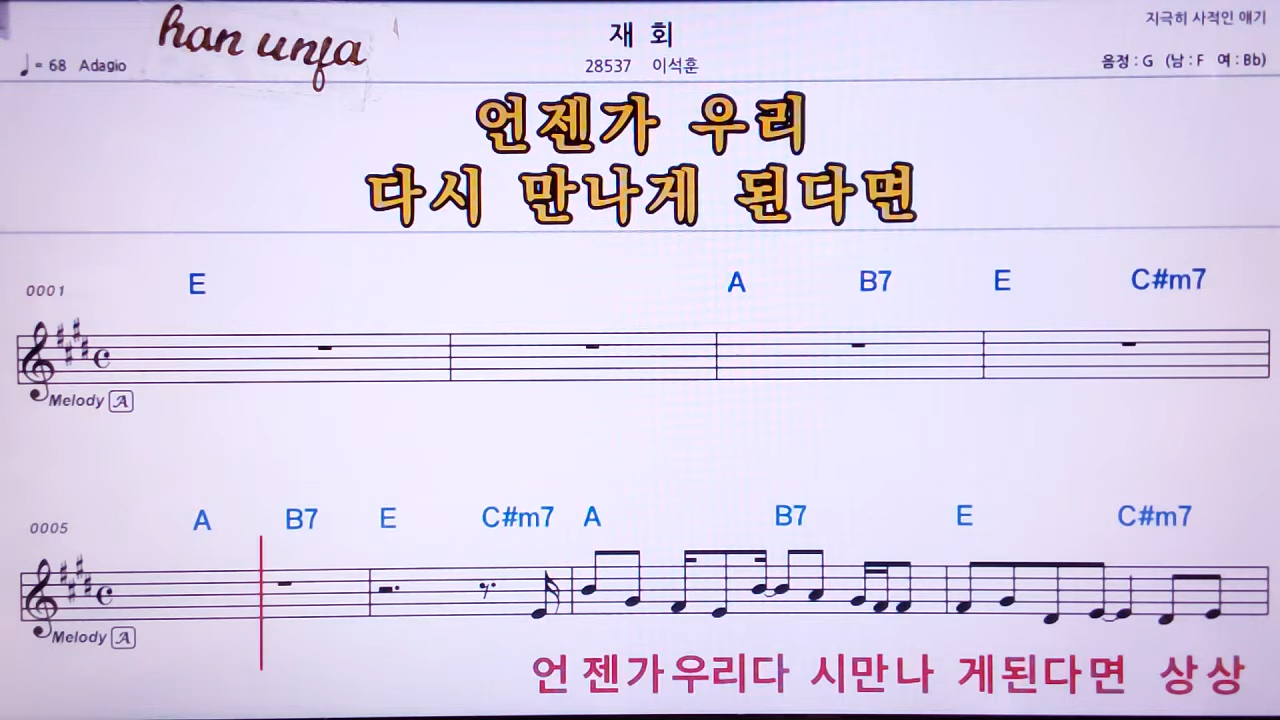 han unfa
재 회
지극히 사적인 얘기
♩= 68 Adagio
28537 이석훈
음정 : G (남 : F 여 : Bb)
언젠가 우리
다시 만나게 된다면
0001 E A B7 E C#m7
Melody A
0005 A B7 E C#m7 A B7 E C#m7
Melody A
언 젠가우리다 시만나 게된다면 상상